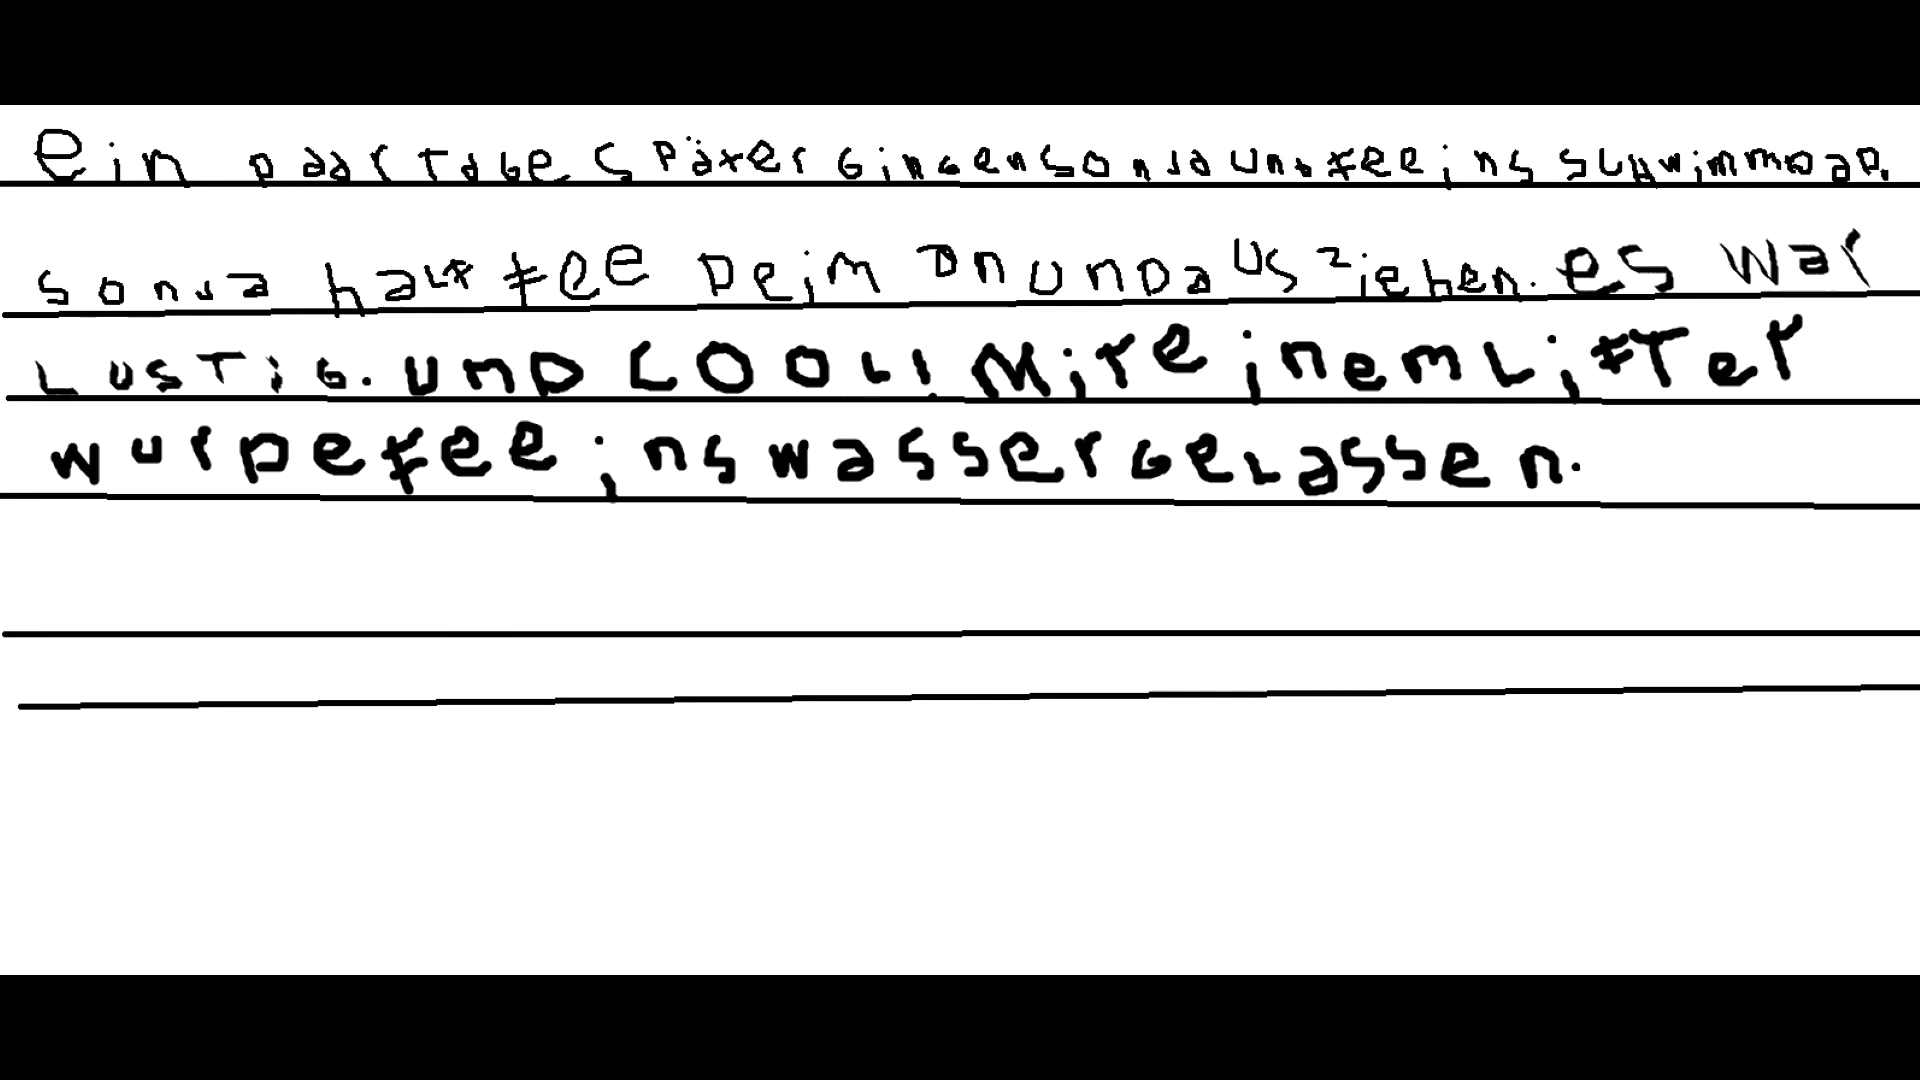 ein paar Tage später gingen sonja und fee ins schwimmbad.
sonja half fee beim an und ausziehen. es war
lustig. und cool! Mit einem lifter
wurde fee ins wasser gelassen.